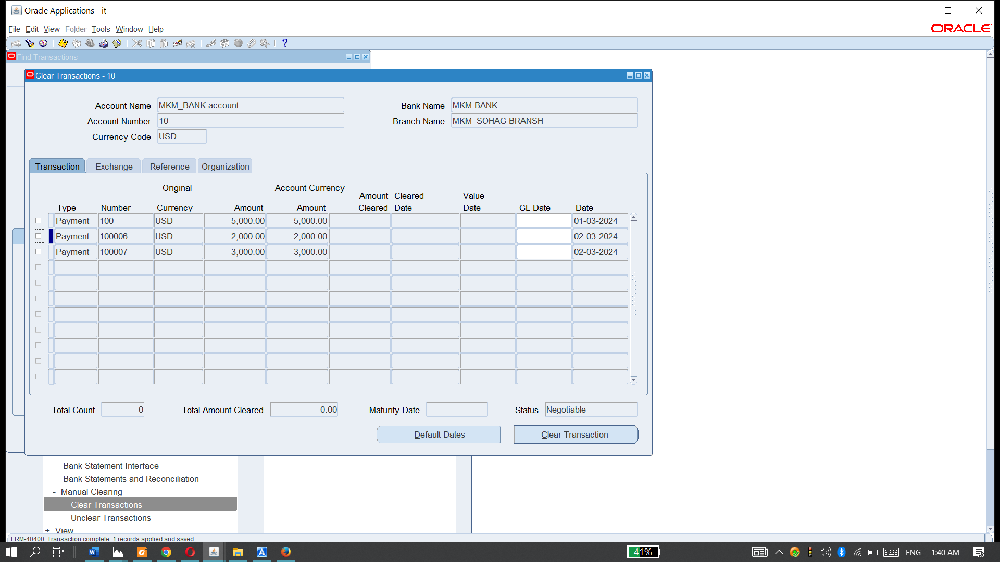 Oracle Applications - it
File Edit View Folder Tools Window Help
ORACLE
Find Transactions
Clear Transactions - 10
Account Name MKM_BANK account Bank Name MKM BANK
Account Number 10 Branch Name MKM_SOHAG BRANSH
Currency Code USD
Transaction Exchange Reference Organization
Original Account Currency
Amount Cleared Value
Type Number Currency Amount Amount Cleared Date Date GL Date Date
Payment 100 USD 5,000.00 5,000.00 01-03-2024
Payment 100006 USD 2,000.00 2,000.00 02-03-2024
Payment 100007 USD 3,000.00 3,000.00 02-03-2024
Total Count 0 Total Amount Cleared 0.00 Maturity Date Status Negotiable
Default Dates Clear Transaction
Bank Statement Interface
Bank Statements and Reconciliation
- Manual Clearing
Clear Transactions
Unclear Transactions
+ View
FRM-40400: Transaction complete: 1 records applied and saved.
41% ENG 1:40 AM